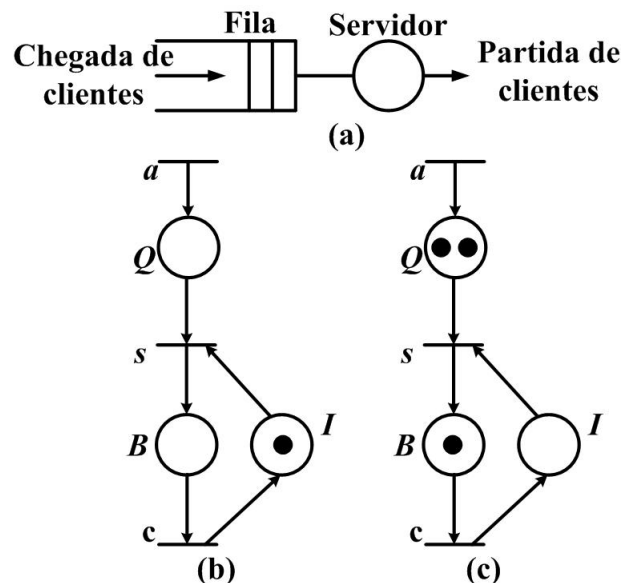 Fila
Servidor
Chegada de
clientes
Partida de
clientes
(a)
a
Q
s
B
I
c
(b)
a
Q
s
B
I
c
(c)